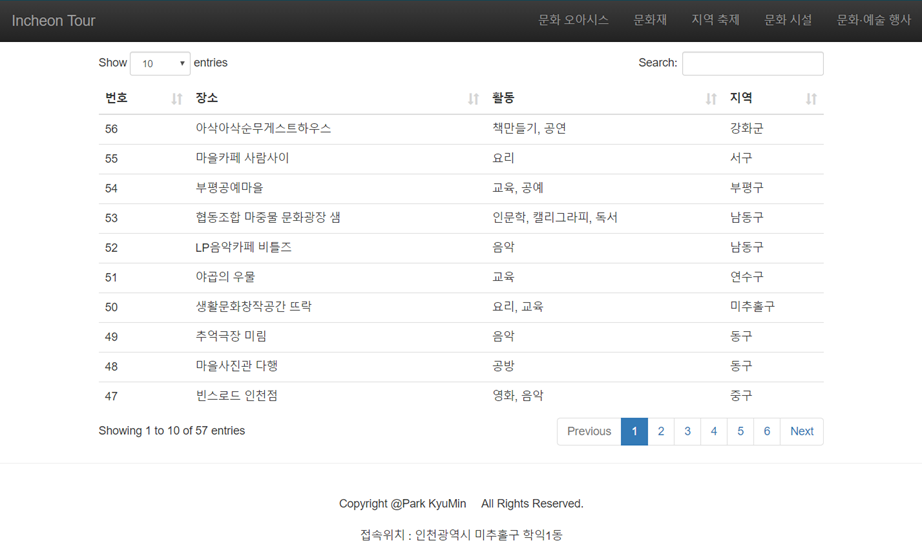 Incheon Tour 문화 오아시스 문화재 지역 축제 문화 시설 문화·예술 행사
Show 10 entries Search:
번호 장소 활동 지역
56 아삭아삭순무게스트하우스 책만들기, 공연 강화군
55 마을카페 사람사이 요리 서구
54 부평공예마을 교육, 공예 부평구
53 협동조합 마중물 문화광장 샘 인문학, 캘리그라피, 독서 남동구
52 LP음악카페 비틀즈 음악 남동구
51 야곱의 우물 교육 연수구
50 생활문화창작공간 뜨락 요리, 교육 미추홀구
49 추억극장 미림 음악 동구
48 마을사진관 다행 공방 동구
47 빈스로드 인천점 영화, 음악 중구
Showing 1 to 10 of 57 entries Previous 1 2 3 4 5 6 Next
Copyright @Park KyuMin All Rights Reserved.
접속위치 : 인천광역시 미추홀구 학익1동